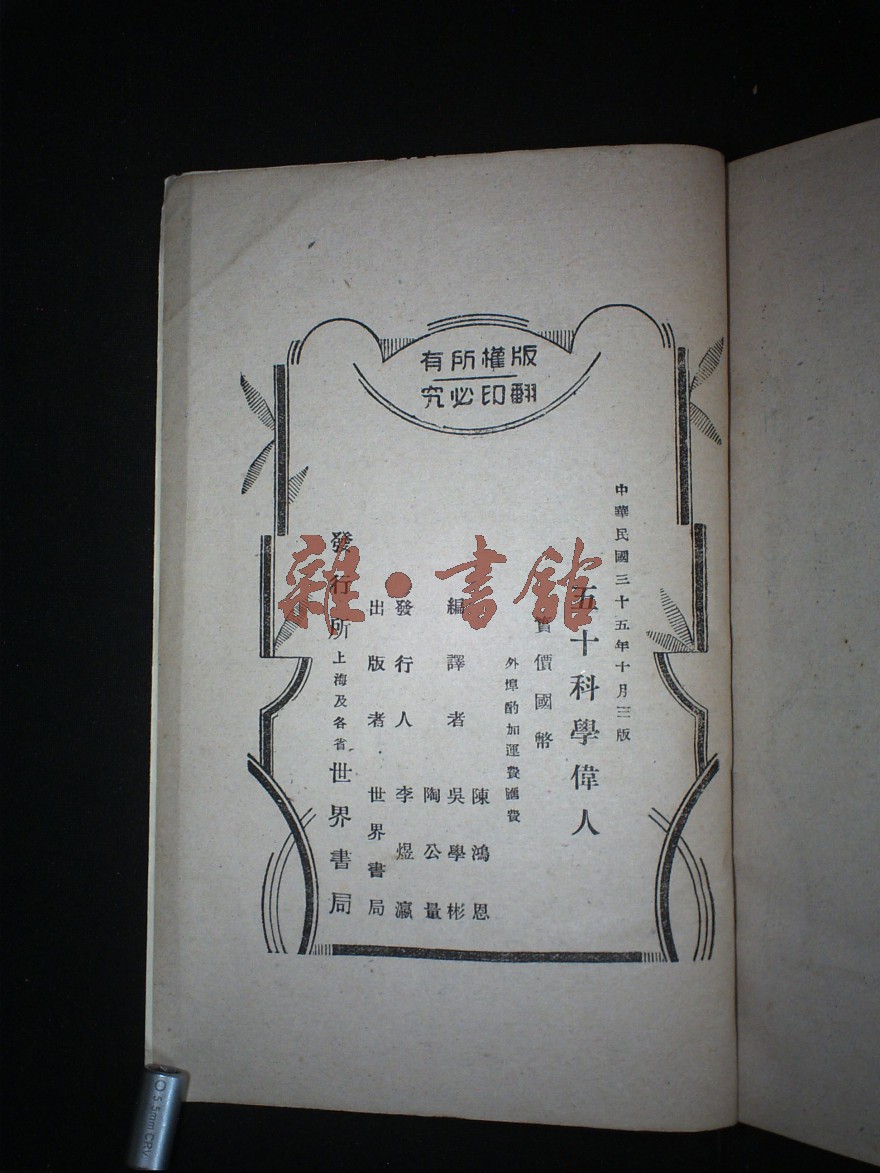 版權所有
翻印必究
中華民國三十五年十月三版
五十科學偉人
實價國幣
外埠酌加運費匯費
編譯者 陳鴻恩
吳學彬
陶公量
發行人 李煜瀛
出版者 世界書局
發行所 上海及各省 世界書局
雜·書館
0.5 5mm CRV